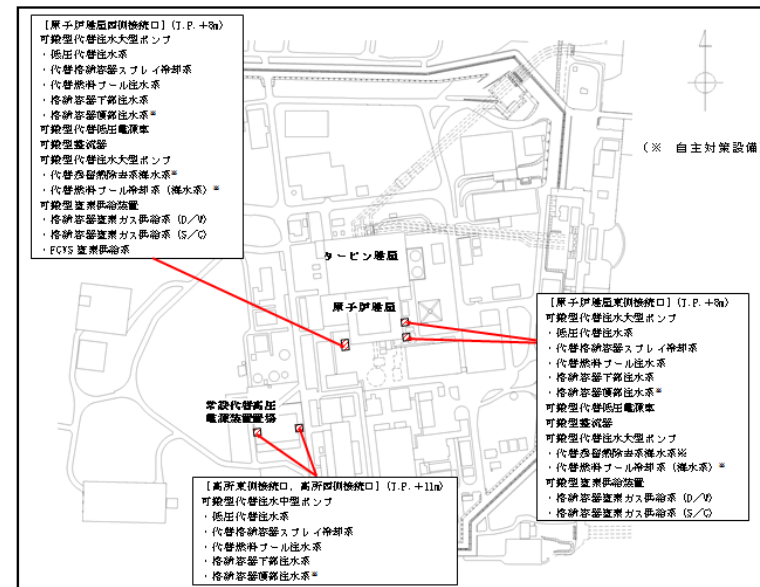 ［原子炉建屋西側接続口］(T.P.+8m)
可搬型代替注水大型ポンプ
・低圧代替注水系
・代替格納容器スプレイ冷却系
・代替燃料プール注水系
・格納容器下部注水系
・格納容器頂部注水系※
可搬型代替低圧電源車
可搬型整流器
可搬型代替注水大型ポンプ
・代替残留熱除去系海水系※
・代替燃料プール冷却系（海水系）※
可搬型窒素供給装置
・格納容器窒素ガス供給系（D／W）
・格納容器窒素ガス供給系（S／C）
・FCVS 窒素供給系
（※ 自主対策設備
タービン建屋
原子炉建屋
常設代替高圧
電源装置置場
［原子炉建屋東側接続口］(T.P.+8m)
可搬型代替注水大型ポンプ
・低圧代替注水系
・代替格納容器スプレイ冷却系
・代替燃料プール注水系
・格納容器下部注水系
・格納容器頂部注水系※
可搬型代替低圧電源車
可搬型整流器
可搬型代替注水大型ポンプ
・代替残留熱除去系海水系※
・代替燃料プール冷却系（海水系）※
可搬型窒素供給装置
・格納容器窒素ガス供給系（D／W）
・格納容器窒素ガス供給系（S／C）
［高所東側接続口，高所西側接続口］(T.P.+11m)
可搬型代替注水中型ポンプ
・低圧代替注水系
・代替格納容器スプレイ冷却系
・代替燃料プール注水系
・格納容器下部注水系
・格納容器頂部注水系※